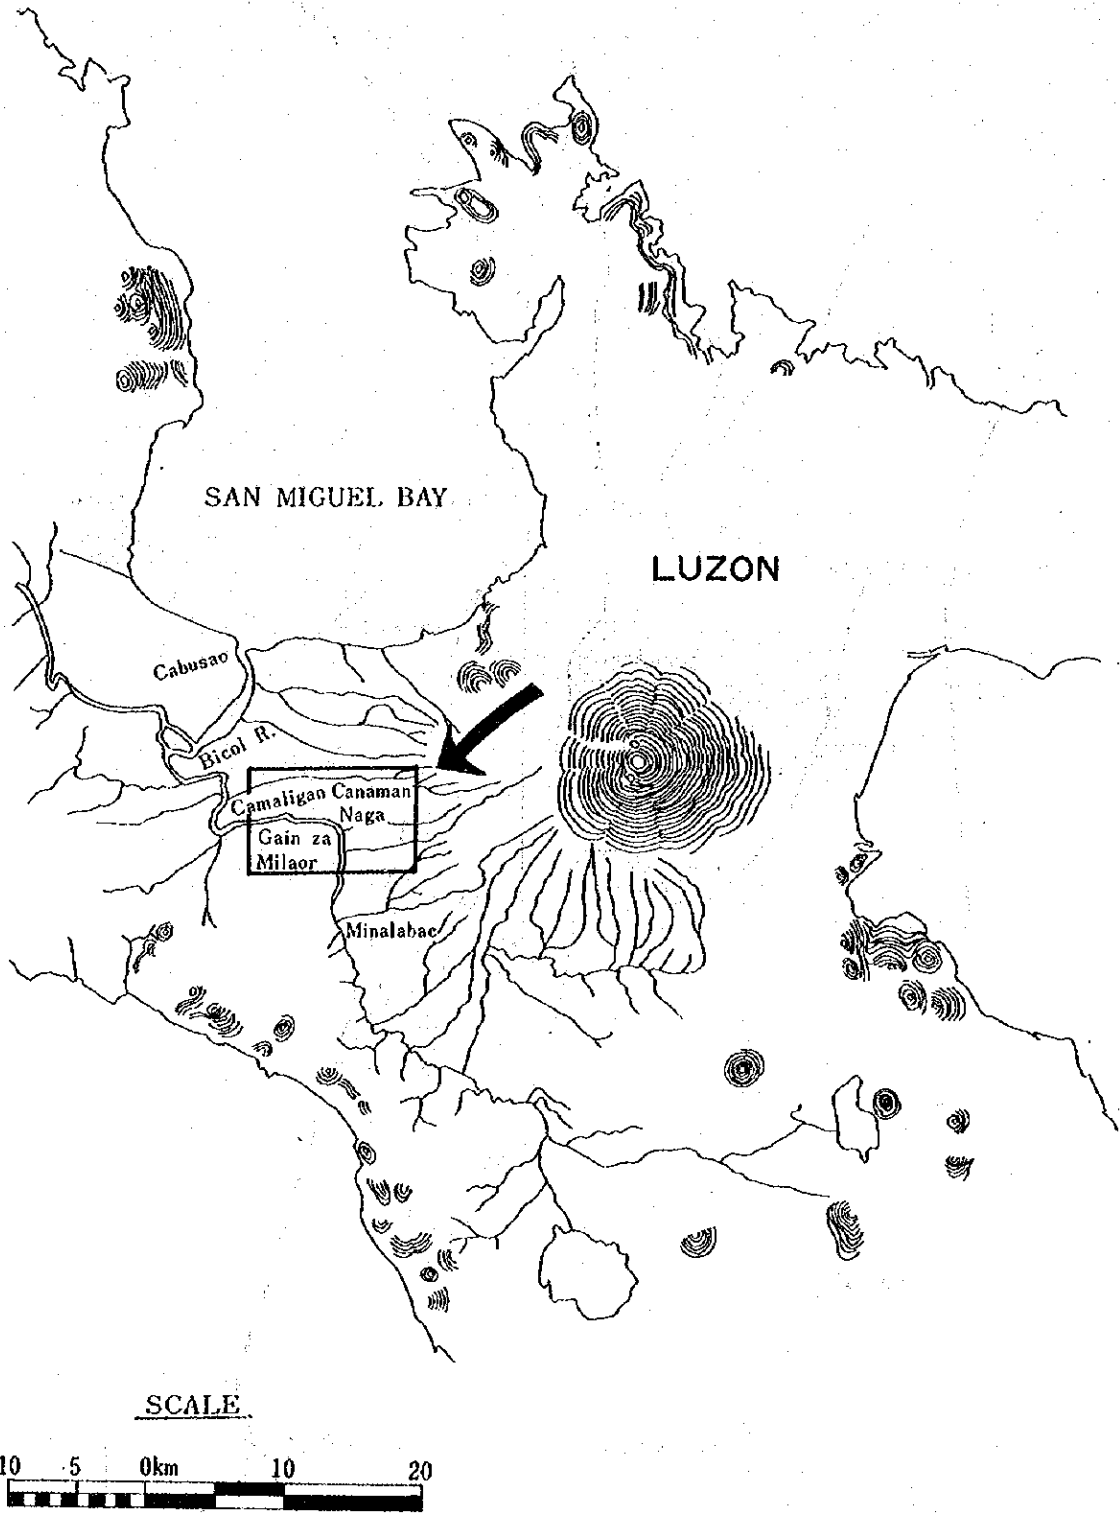 SAN MIGUEL BAY
LUZON
Cabusao
Bicol R.
Camaligan Canaman
Naga
Gain za
Milaor
Minalabac
SCALE
10 5 0km 10 20